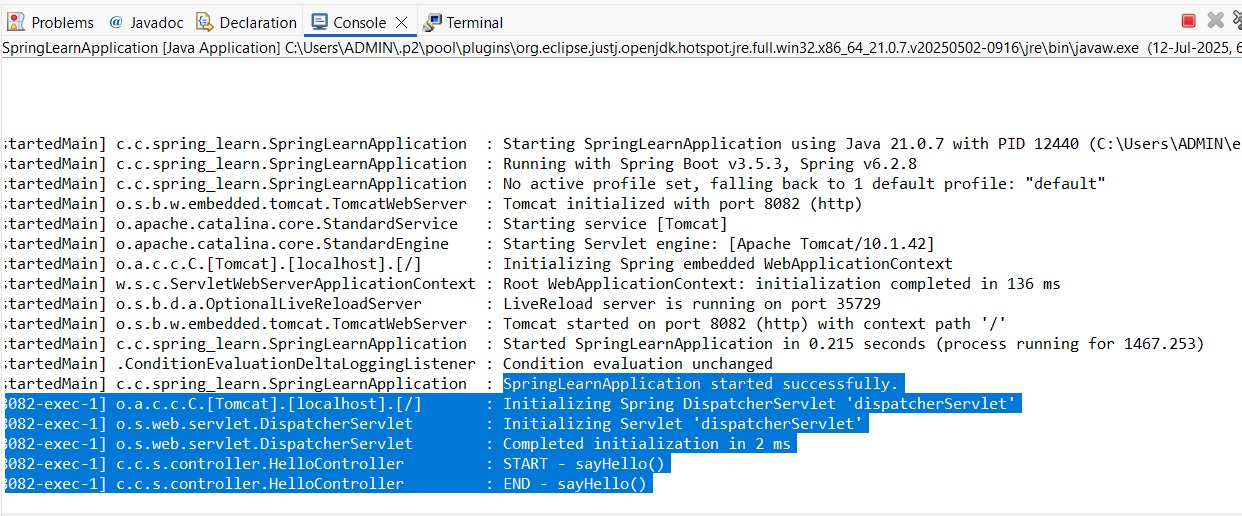 Problems @ Javadoc Declaration Console Terminal
SpringLearnApplication [Java Application] C:\Users\ADMIN\.p2\pool\plugins\org.eclipse.justj.openjdk.hotspot.jre.full.win32.x86_64_21.0.7.v20250502-0916\jre\bin\javaw.exe (12-Jul-2025, 6
startedMain] c.c.spring_learn.SpringLearnApplication : Starting SpringLearnApplication using Java 21.0.7 with PID 12440 (C:\Users\ADMIN\e
startedMain] c.c.spring_learn.SpringLearnApplication : Running with Spring Boot v3.5.3, Spring v6.2.8
startedMain] c.c.spring_learn.SpringLearnApplication : No active profile set, falling back to 1 default profile: "default"
startedMain] o.s.b.w.embedded.tomcat.TomcatWebServer : Tomcat initialized with port 8082 (http)
startedMain] o.apache.catalina.core.StandardService : Starting service [Tomcat]
startedMain] o.apache.catalina.core.StandardEngine : Starting Servlet engine: [Apache Tomcat/10.1.42]
startedMain] o.a.c.c.C.[Tomcat].[localhost].[/] : Initializing Spring embedded WebApplicationContext
startedMain] w.s.c.ServletWebServerApplicationContext : Root WebApplicationContext: initialization completed in 136 ms
startedMain] o.s.b.d.a.OptionalLiveReloadServer : LiveReload server is running on port 35729
startedMain] o.s.b.w.embedded.tomcat.TomcatWebServer : Tomcat started on port 8082 (http) with context path '/'
startedMain] c.c.spring_learn.SpringLearnApplication : Started SpringLearnApplication in 0.215 seconds (process running for 1467.253)
startedMain] .ConditionEvaluationDeltaLoggingListener : Condition evaluation unchanged
startedMain] c.c.spring_learn.SpringLearnApplication : SpringLearnApplication started successfully.
8082-exec-1] o.a.c.c.C.[Tomcat].[localhost].[/] : Initializing Spring DispatcherServlet 'dispatcherServlet'
8082-exec-1] o.s.web.servlet.DispatcherServlet : Initializing Servlet 'dispatcherServlet'
8082-exec-1] o.s.web.servlet.DispatcherServlet : Completed initialization in 2 ms
8082-exec-1] c.c.s.controller.HelloController : START - sayHello()
8082-exec-1] c.c.s.controller.HelloController : END - sayHello()